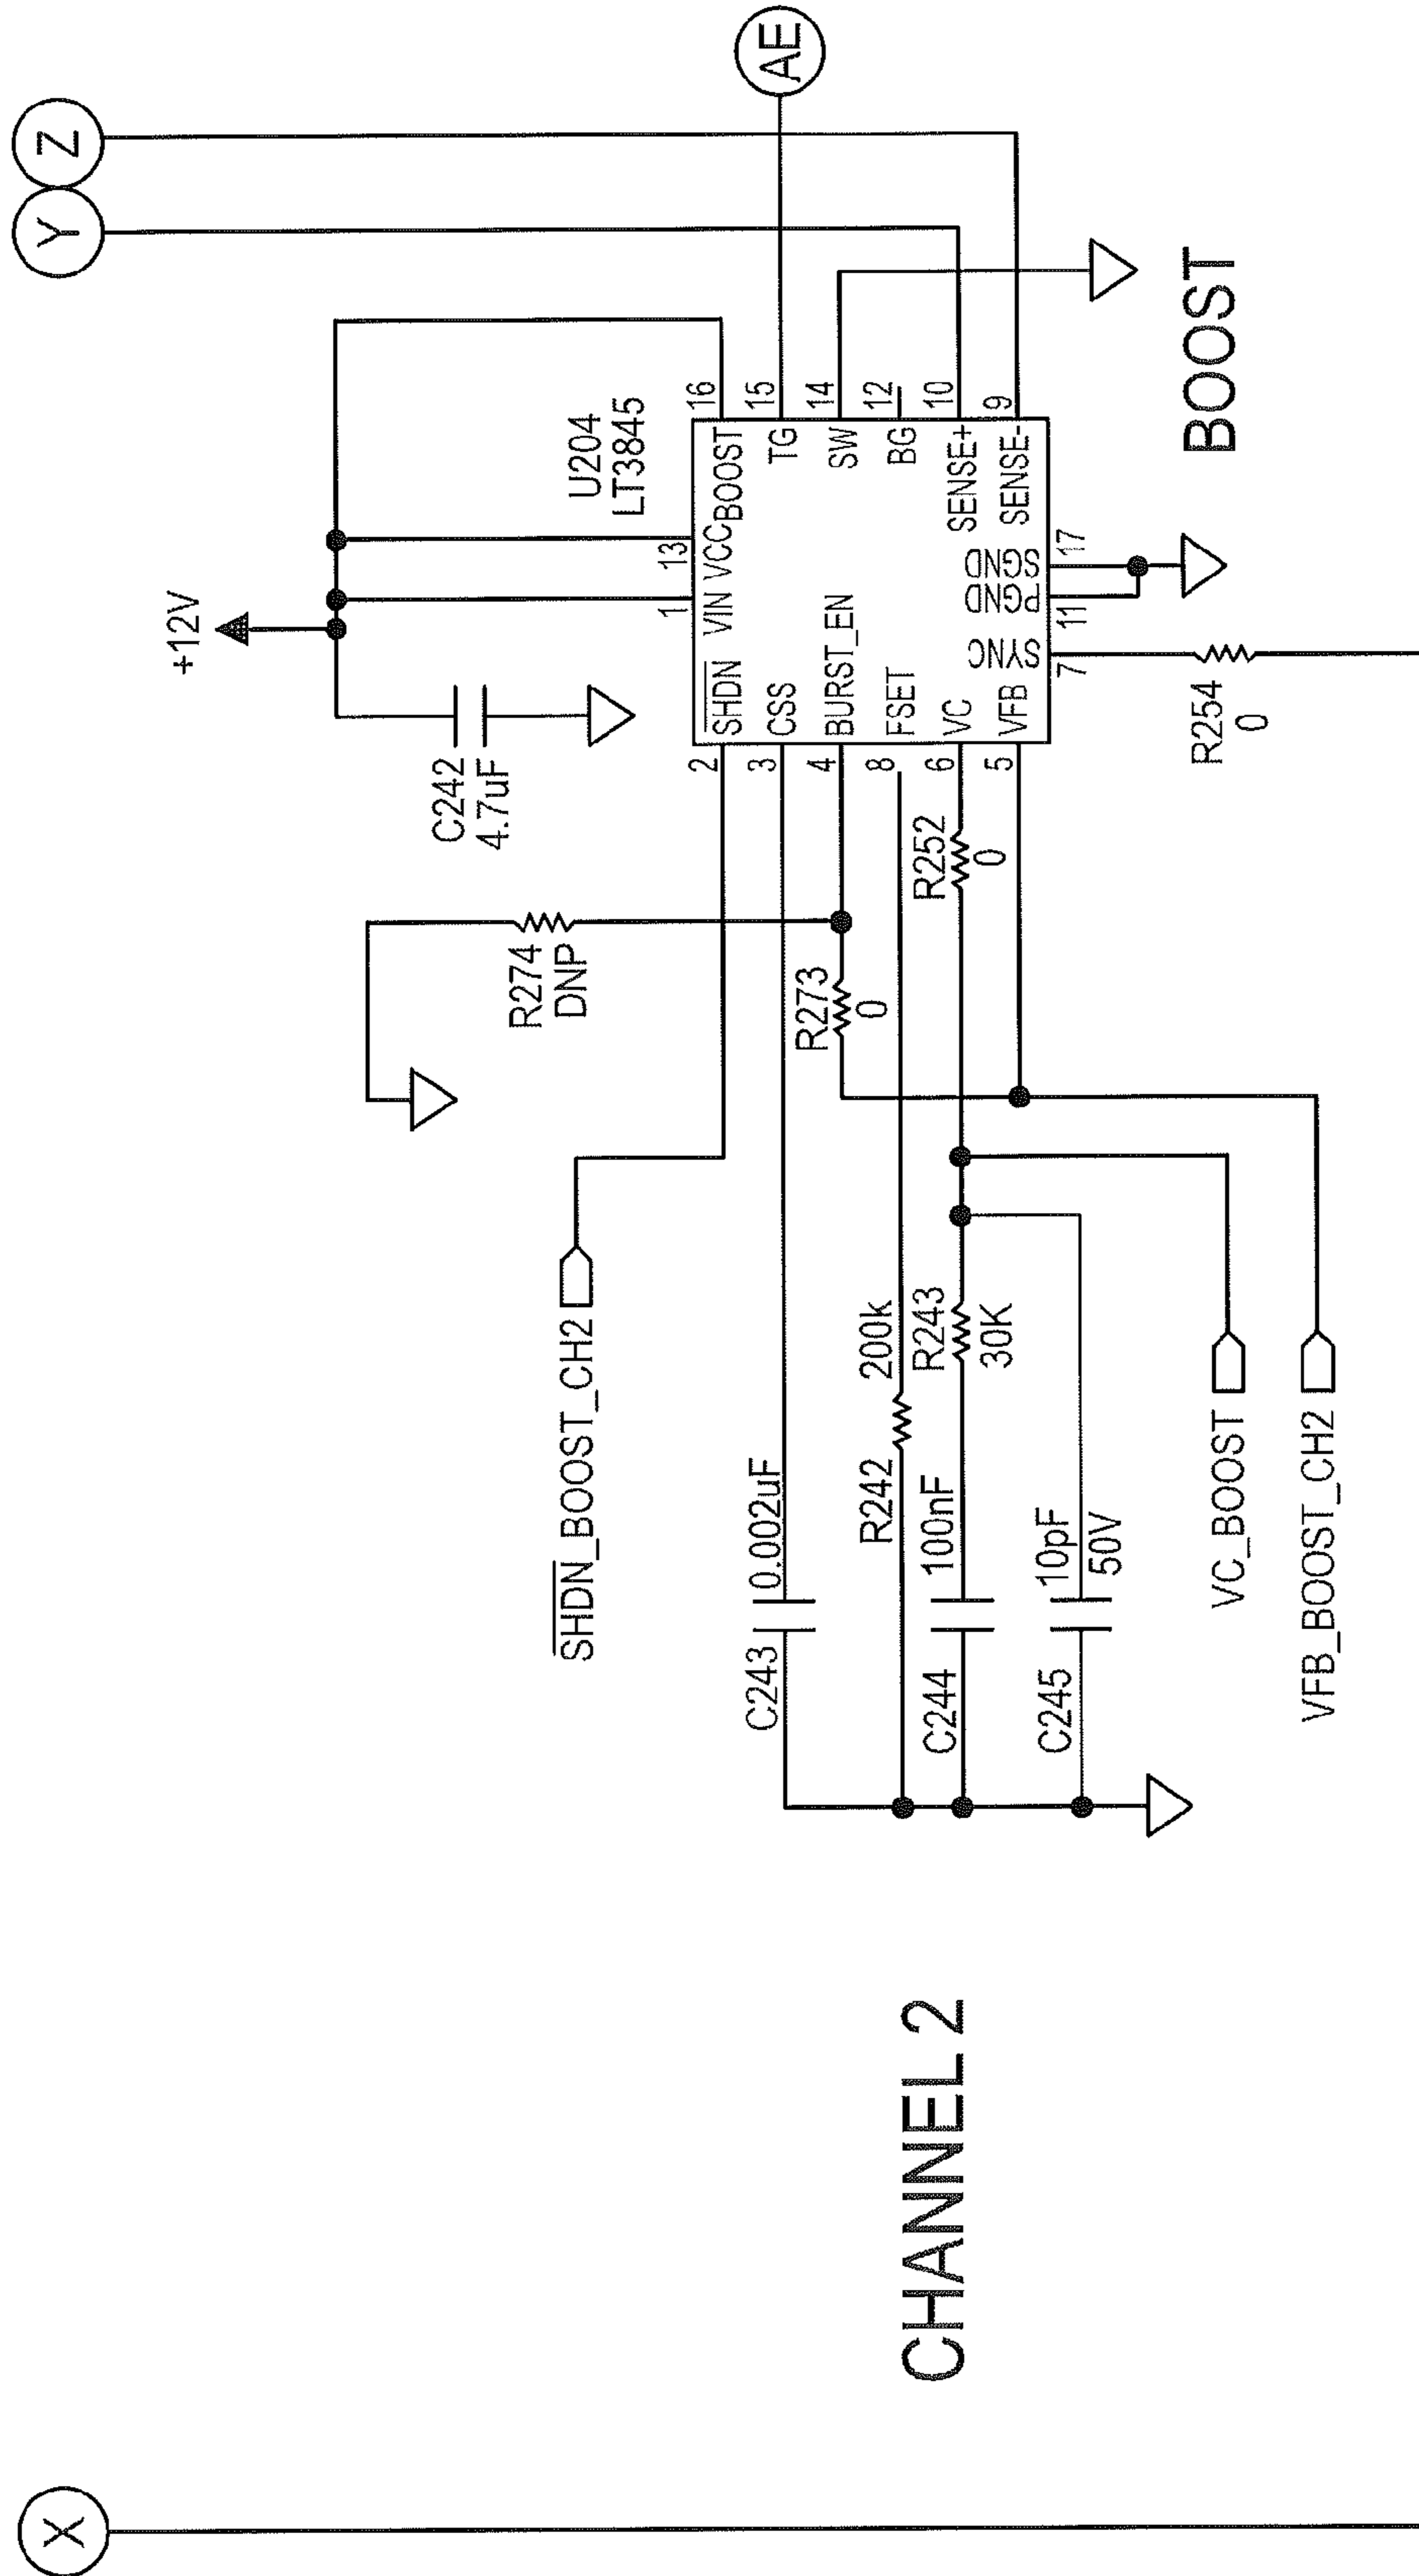 X
Y
Z
AE
+12V
C242
4.7uF
U204
LT3845
R274
DNP
SHDN_BOOST_CH2
C243
0.002uF
R273
0
R242
200k
R252
0
C244
100nF
R243
30K
C245
10pF
50V
VC_BOOST
VFB_BOOST_CH2
2
SHDN
3
CSS
4
BURST_EN
8
FSET
6
VC
5
VFB
1
VIN
13
VCC
BOOST
16
TG
15
SW
14
BG
12
SENSE+
10
SENSE-
9
SYNC
7
PGND
11
SGND
17
R254
0
BOOST
CHANNEL 2